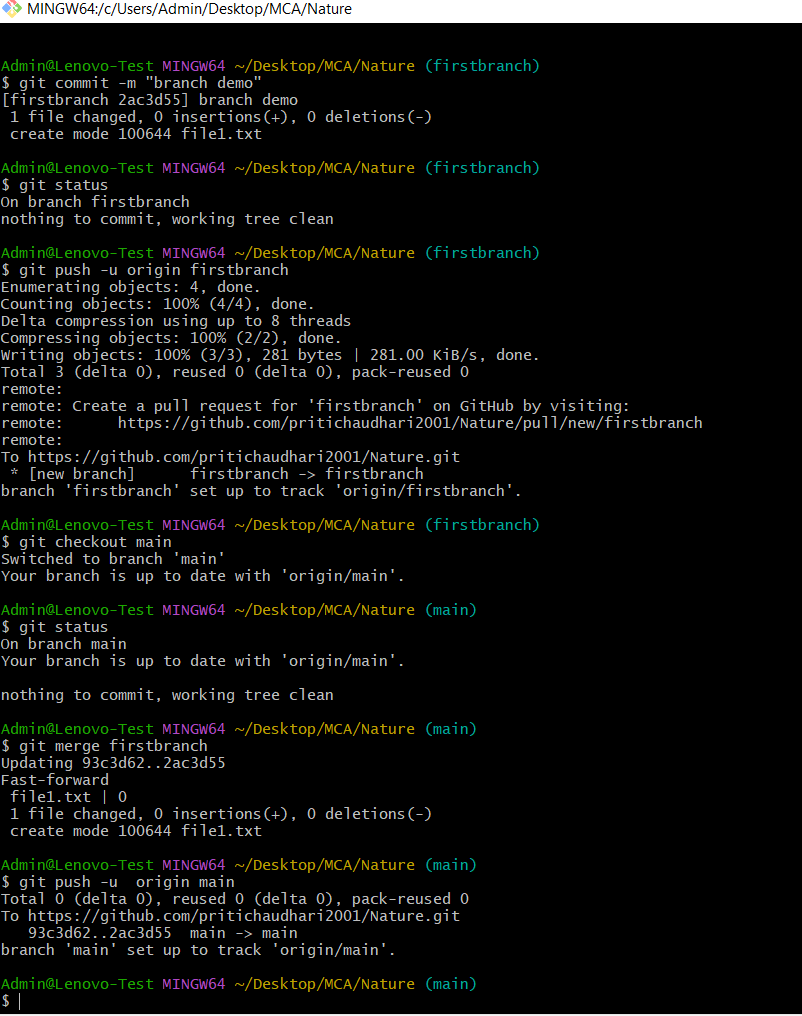 MINGW64:/c/Users/Admin/Desktop/MCA/Nature
Admin@Lenovo-Test MINGW64 ~/Desktop/MCA/Nature (firstbranch)
$ git commit -m "branch demo"
[firstbranch 2ac3d55] branch demo
 1 file changed, 0 insertions(+), 0 deletions(-)
 create mode 100644 file1.txt
Admin@Lenovo-Test MINGW64 ~/Desktop/MCA/Nature (firstbranch)
$ git status
On branch firstbranch
nothing to commit, working tree clean
Admin@Lenovo-Test MINGW64 ~/Desktop/MCA/Nature (firstbranch)
$ git push -u origin firstbranch
Enumerating objects: 4, done.
Counting objects: 100% (4/4), done.
Delta compression using up to 8 threads
Compressing objects: 100% (2/2), done.
Writing objects: 100% (3/3), 281 bytes | 281.00 KiB/s, done.
Total 3 (delta 0), reused 0 (delta 0), pack-reused 0
remote:
remote: Create a pull request for 'firstbranch' on GitHub by visiting:
remote:      https://github.com/pritichaudhari2001/Nature/pull/new/firstbranch
remote:
To https://github.com/pritichaudhari2001/Nature.git
 * [new branch]      firstbranch -> firstbranch
branch 'firstbranch' set up to track 'origin/firstbranch'.
Admin@Lenovo-Test MINGW64 ~/Desktop/MCA/Nature (firstbranch)
$ git checkout main
Switched to branch 'main'
Your branch is up to date with 'origin/main'.
Admin@Lenovo-Test MINGW64 ~/Desktop/MCA/Nature (main)
$ git status
On branch main
Your branch is up to date with 'origin/main'.
nothing to commit, working tree clean
Admin@Lenovo-Test MINGW64 ~/Desktop/MCA/Nature (main)
$ git merge firstbranch
Updating 93c3d62..2ac3d55
Fast-forward
 file1.txt | 0
 1 file changed, 0 insertions(+), 0 deletions(-)
 create mode 100644 file1.txt
Admin@Lenovo-Test MINGW64 ~/Desktop/MCA/Nature (main)
$ git push -u  origin main
Total 0 (delta 0), reused 0 (delta 0), pack-reused 0
To https://github.com/pritichaudhari2001/Nature.git
   93c3d62..2ac3d55  main -> main
branch 'main' set up to track 'origin/main'.
Admin@Lenovo-Test MINGW64 ~/Desktop/MCA/Nature (main)
$